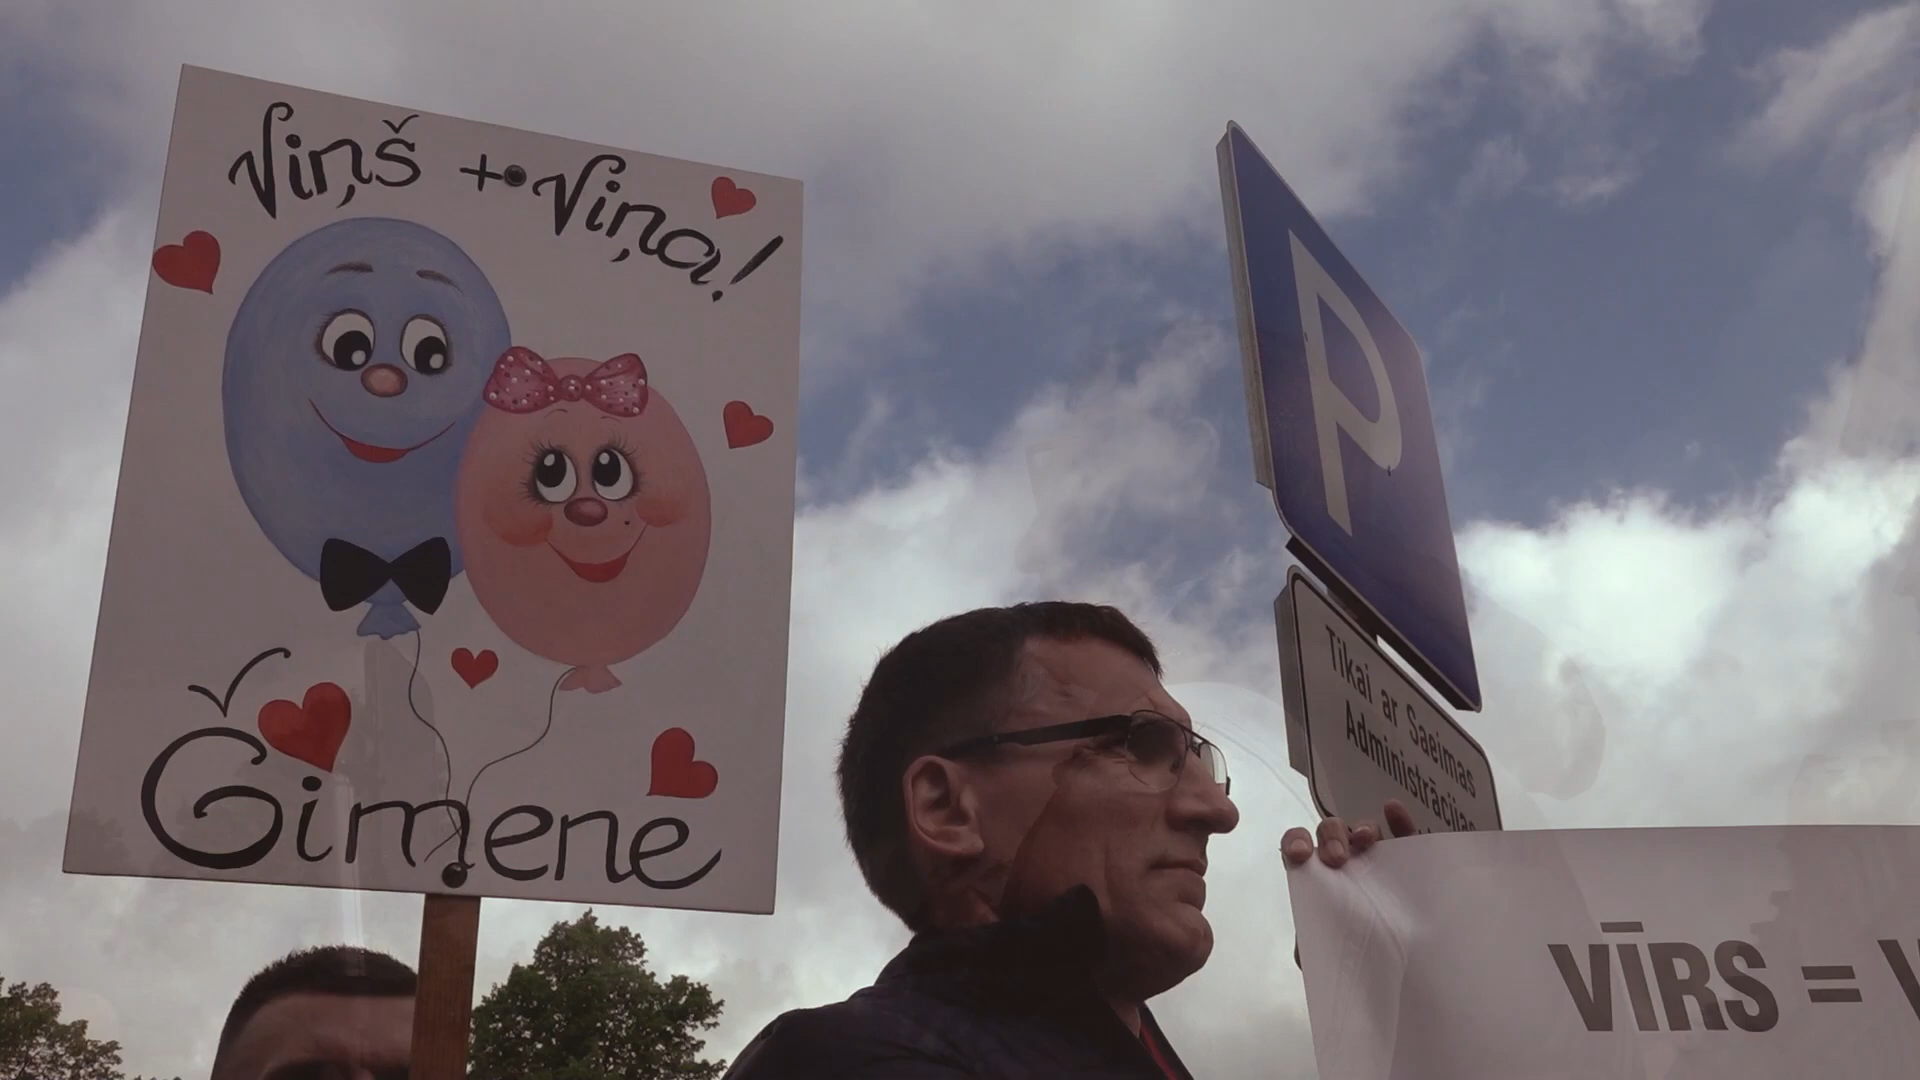 Viņš + Viņa!
Ģimene
P
Tikai ar Saeimas
Administrācijas
VĪRS =